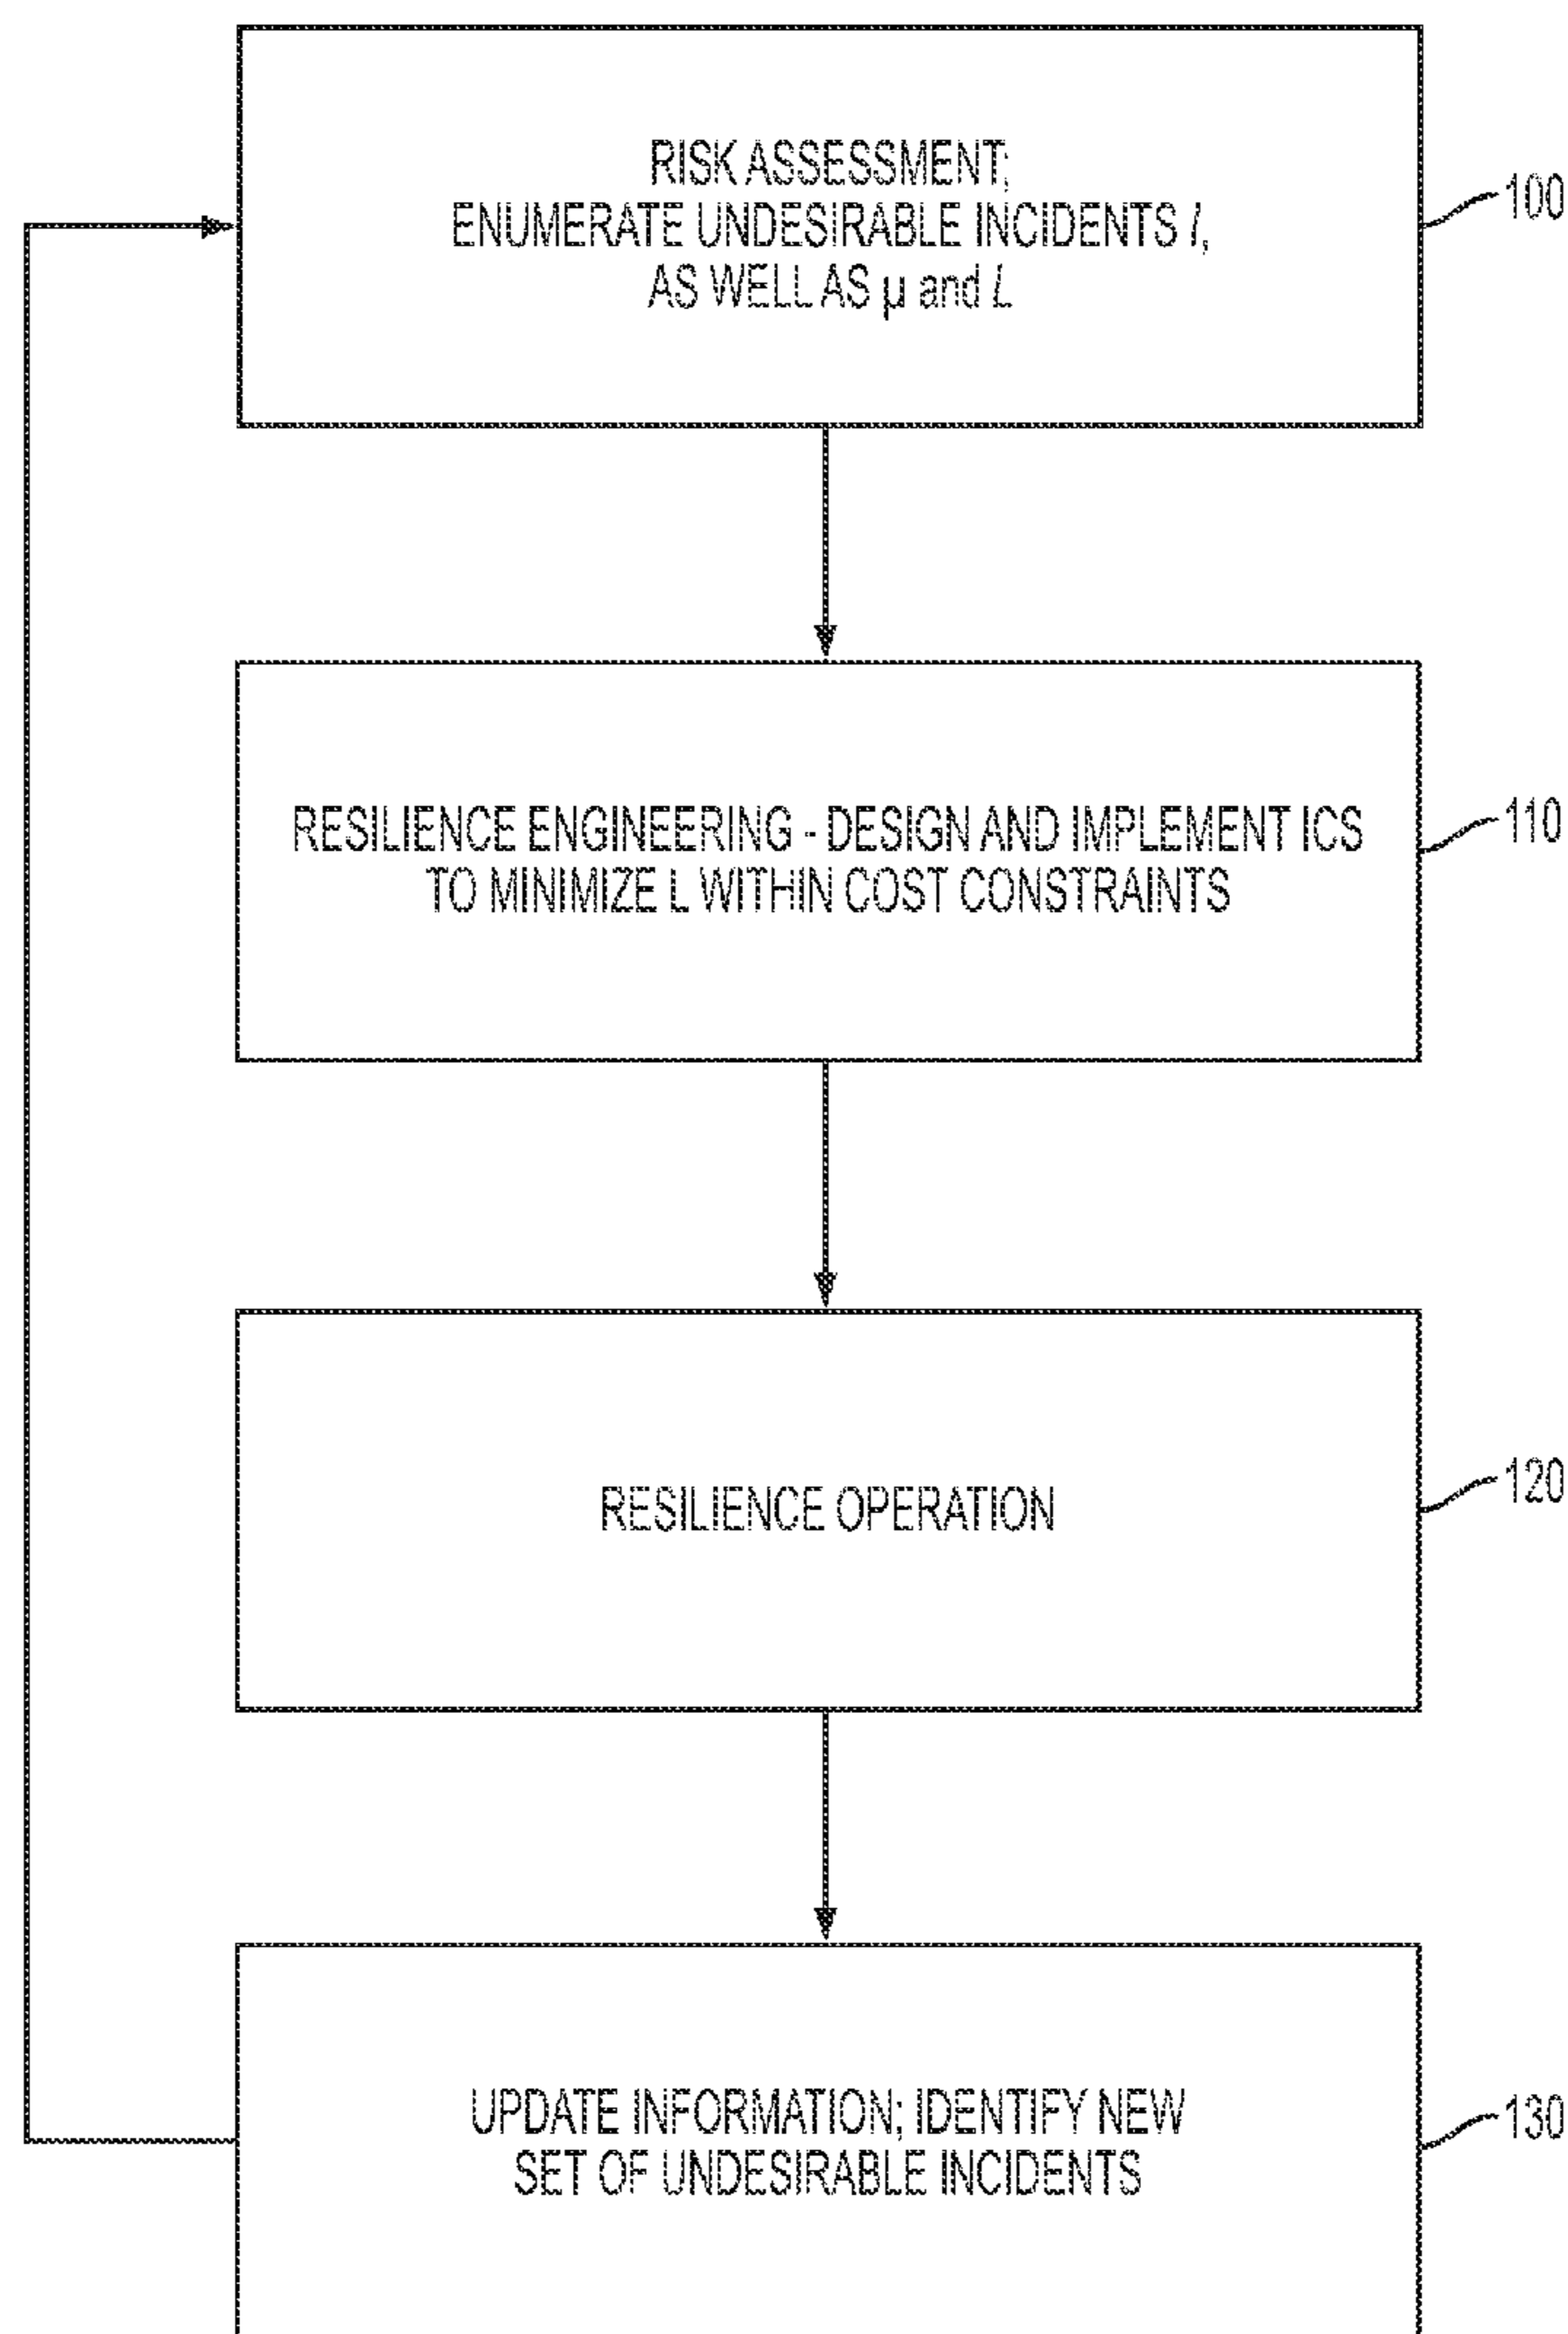 RISK ASSESSMENT;
ENUMERATE UNDESIRABLE INCIDENTS I,
AS WELL AS μ and L
100
RESILIENCE ENGINEERING - DESIGN AND IMPLEMENT ICS
TO MINIMIZE L WITHIN COST CONSTRAINTS
110
RESILIENCE OPERATION
120
UPDATE INFORMATION; IDENTIFY NEW
SET OF UNDESIRABLE INCIDENTS
130